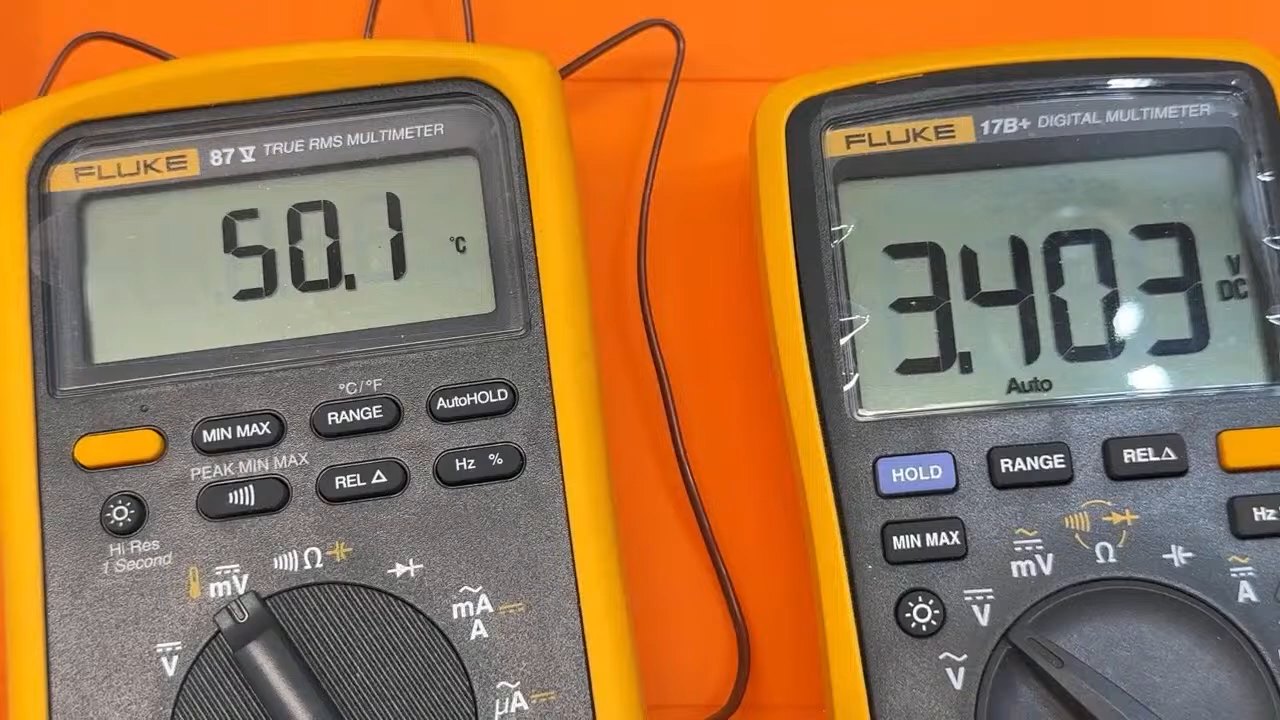 FLUKE 87 V TRUE RMS MULTIMETER
50.1 °C
°C/°F
MIN MAX RANGE AutoHOLD
PEAK MIN MAX
REL Δ Hz %
Hi Res
1 Second
mV Ω
V
mA
A
µA
FLUKE 17B+ DIGITAL MULTIMETER
3.403 V
DC
Auto
HOLD RANGE RELΔ
MIN MAX Hz
mV Ω
V A
V